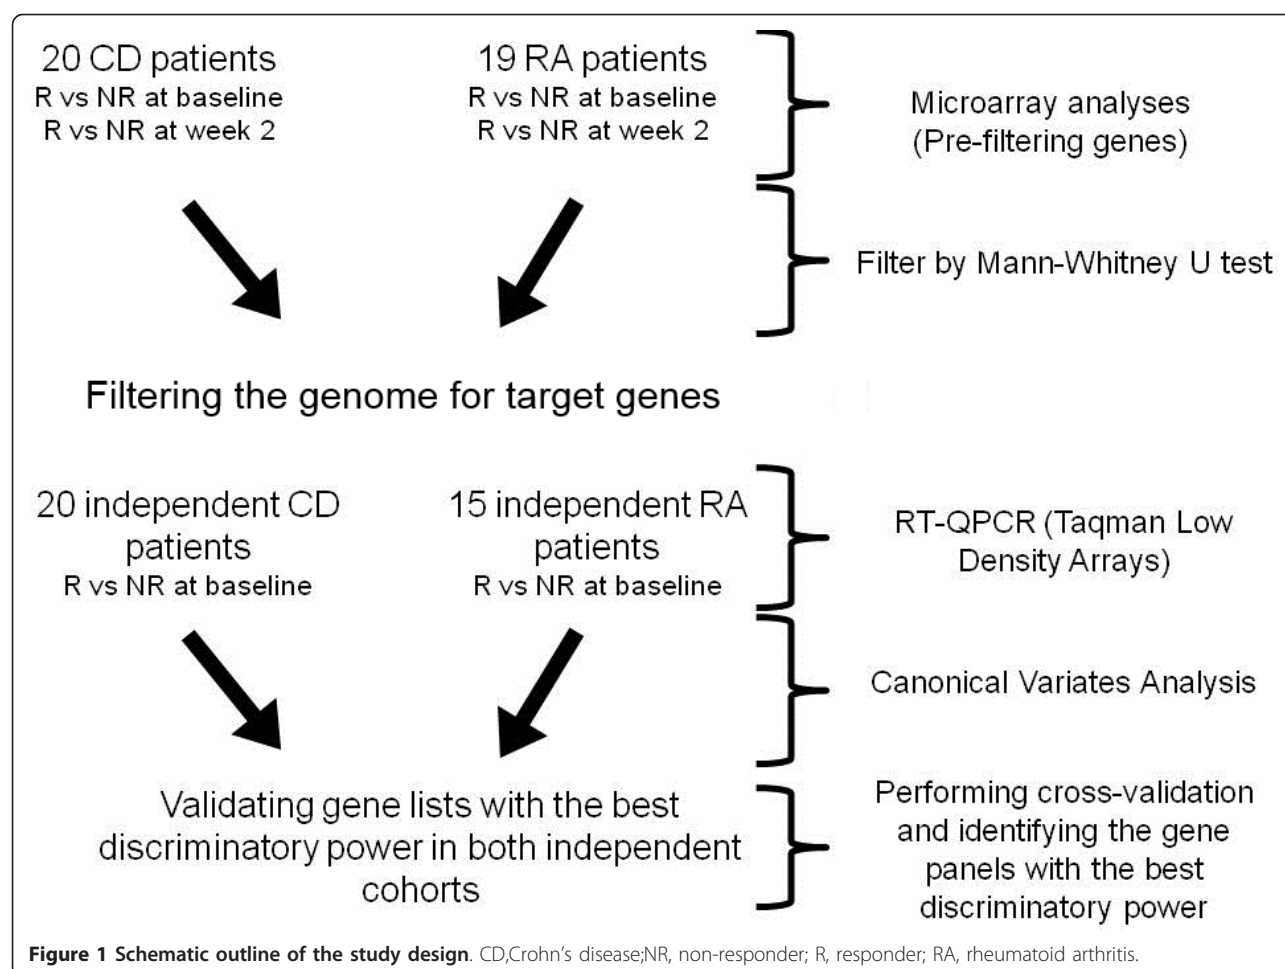 20 CD patients
R vs NR at baseline
R vs NR at week 2
19 RA patients
R vs NR at baseline
R vs NR at week 2
Microarray analyses
(Pre-filtering genes)
Filter by Mann-Whitney U test
Filtering the genome for target genes
20 independent CD
patients
R vs NR at baseline
15 independent RA
patients
R vs NR at baseline
RT-QPCR (Taqman Low
Density Arrays)
Canonical Variates Analysis
Validating gene lists with the best
discriminatory power in both independent
cohorts
Performing cross-validation
and identifying the gene
panels with the best
discriminatory power
Figure 1 Schematic outline of the study design. CD,Crohn's disease;NR, non-responder; R, responder; RA, rheumatoid arthritis.